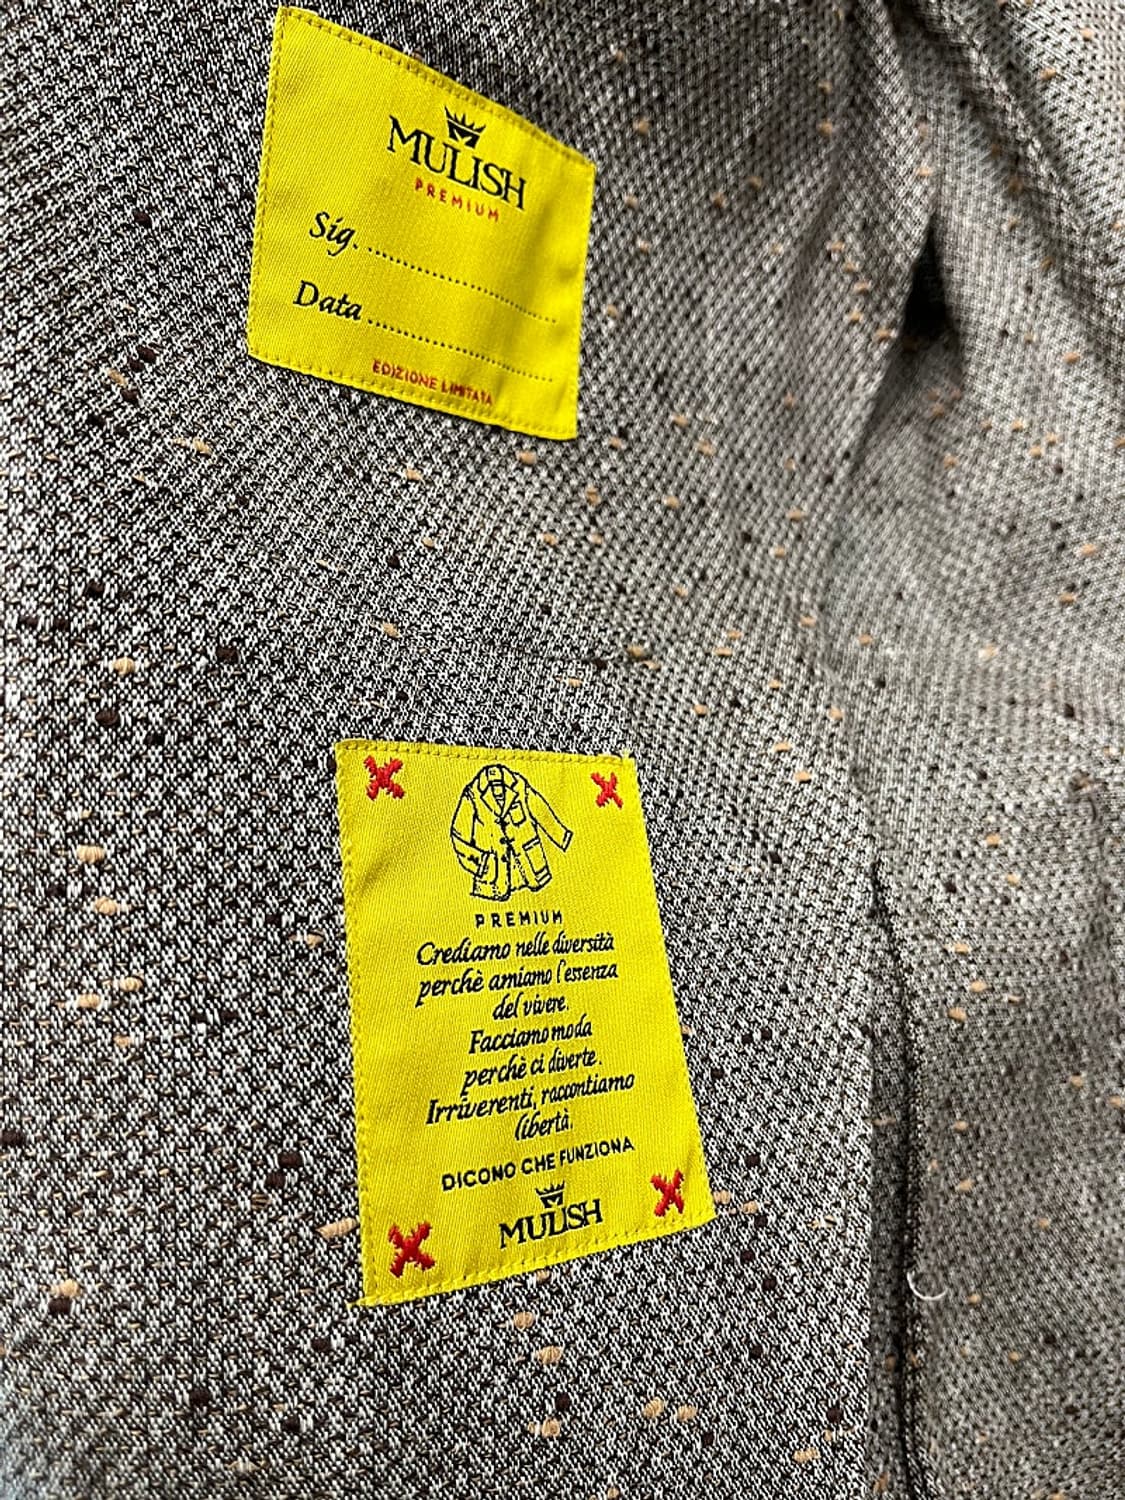 MULISH
PREMIUM
Sig. ........................
Data ........................
EDIZIONE LIMITATA
PREMIUM
Crediamo nelle diversità
perchè amiamo l'essenza
del vivere.
Facciamo moda
perchè ci diverte.
Irriverenti, raccontiamo
libertà.
DICONO CHE FUNZIONA
MULISH